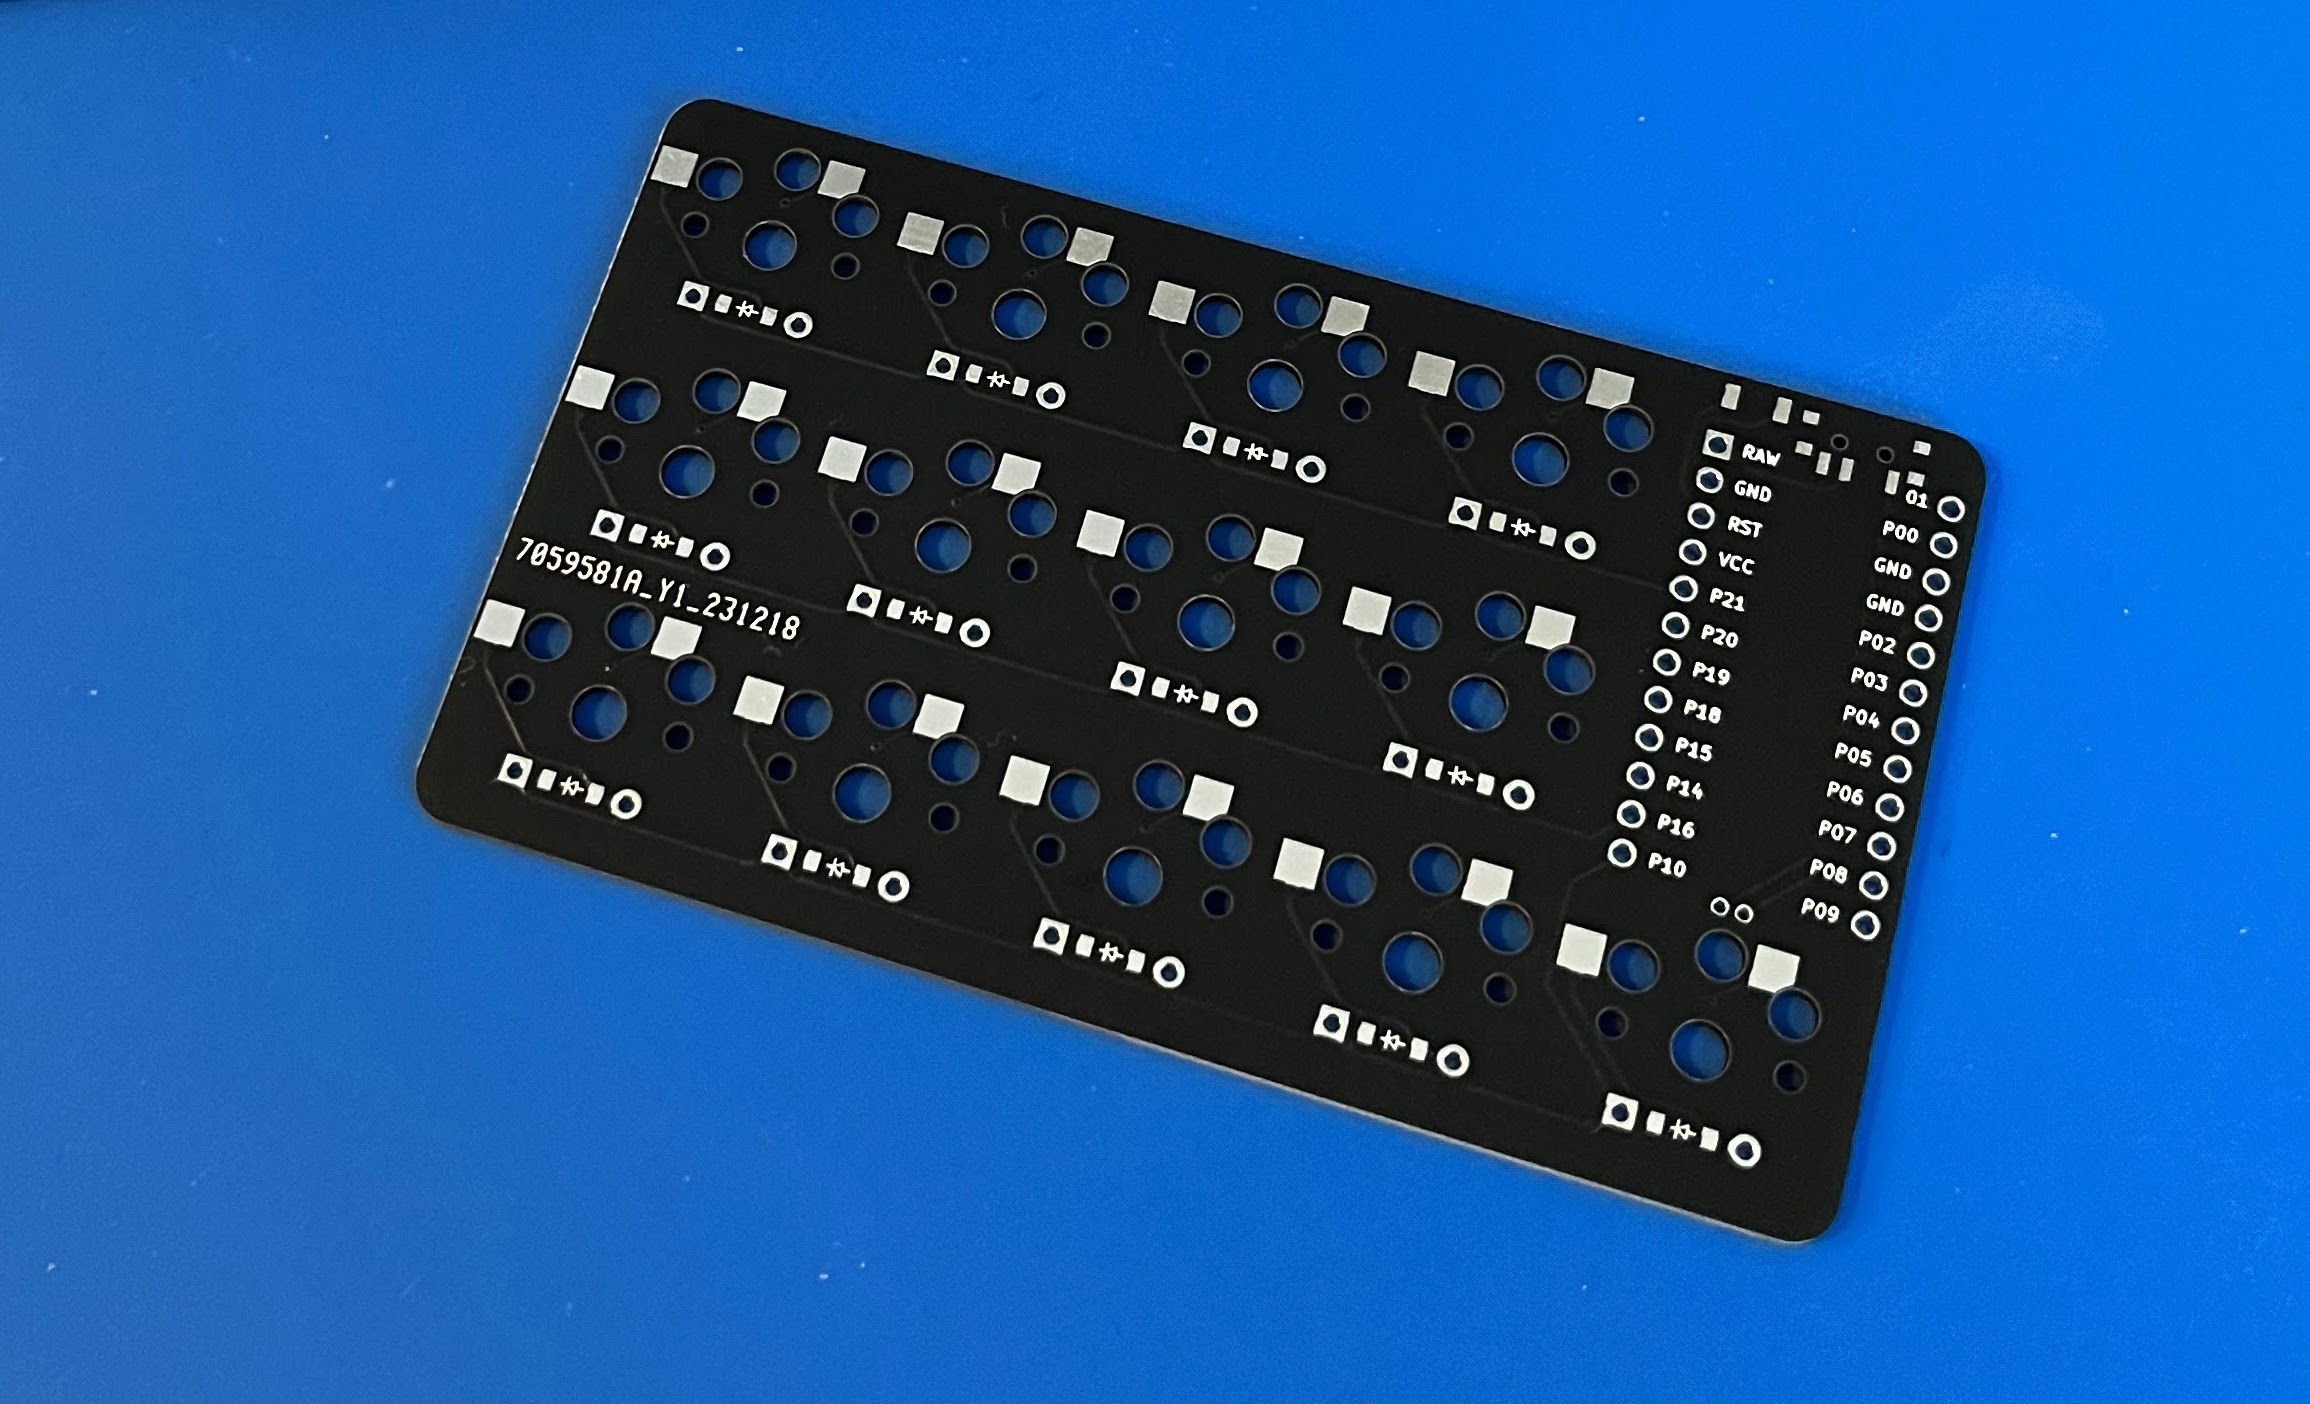 RAW
GND
RST
VCC
P21
P20
P19
P18
P15
P14
P16
P10
01
P00
GND
GND
P02
P03
P04
P05
P06
P07
P08
P09
7059581A_Y1_231218